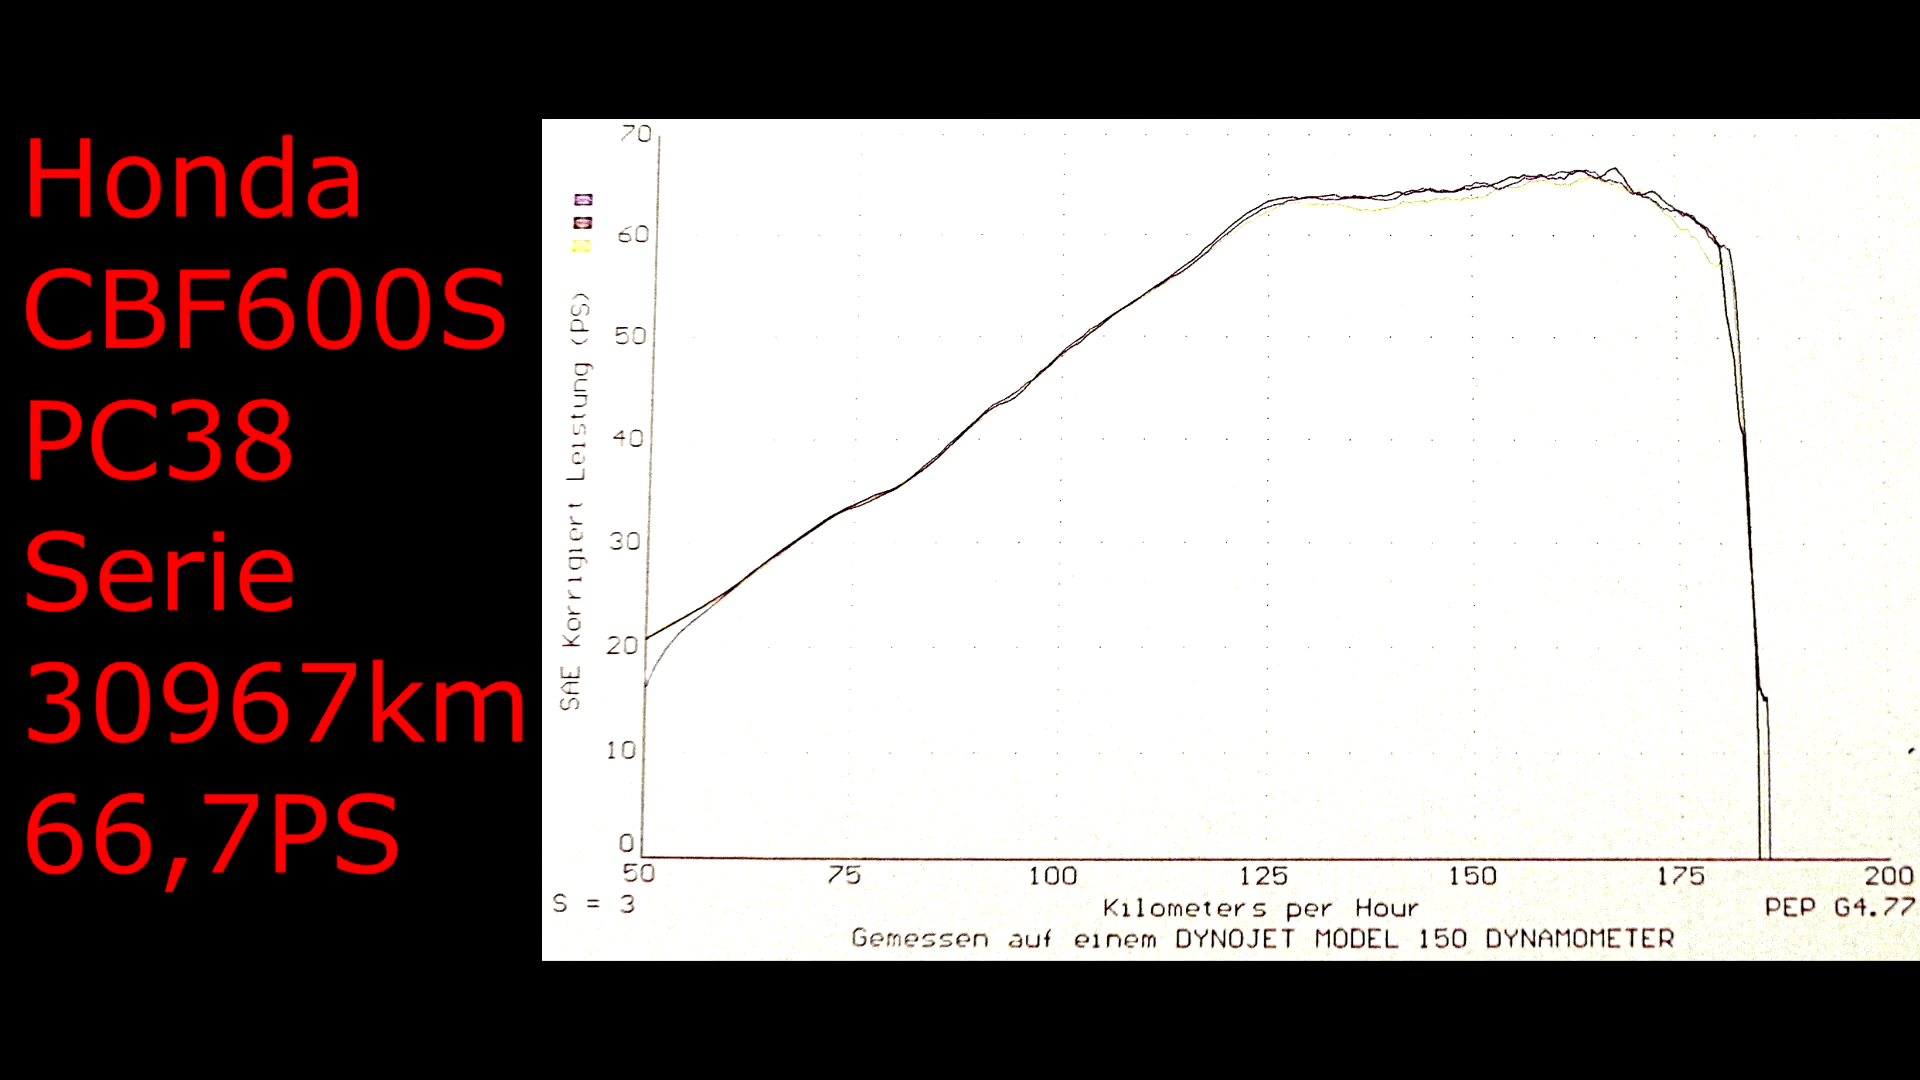 Honda
CBF600S
PC38
Serie
30967km
66,7PS
70
60
50
40
30
20
10
0
SAE Korrigiert Leistung (PS)
50 75 100 125 150 175 200
S = 3
Kilometers per Hour
PEP G4.77
Gemessen auf einem DYNOJET MODEL 150 DYNAMOMETER